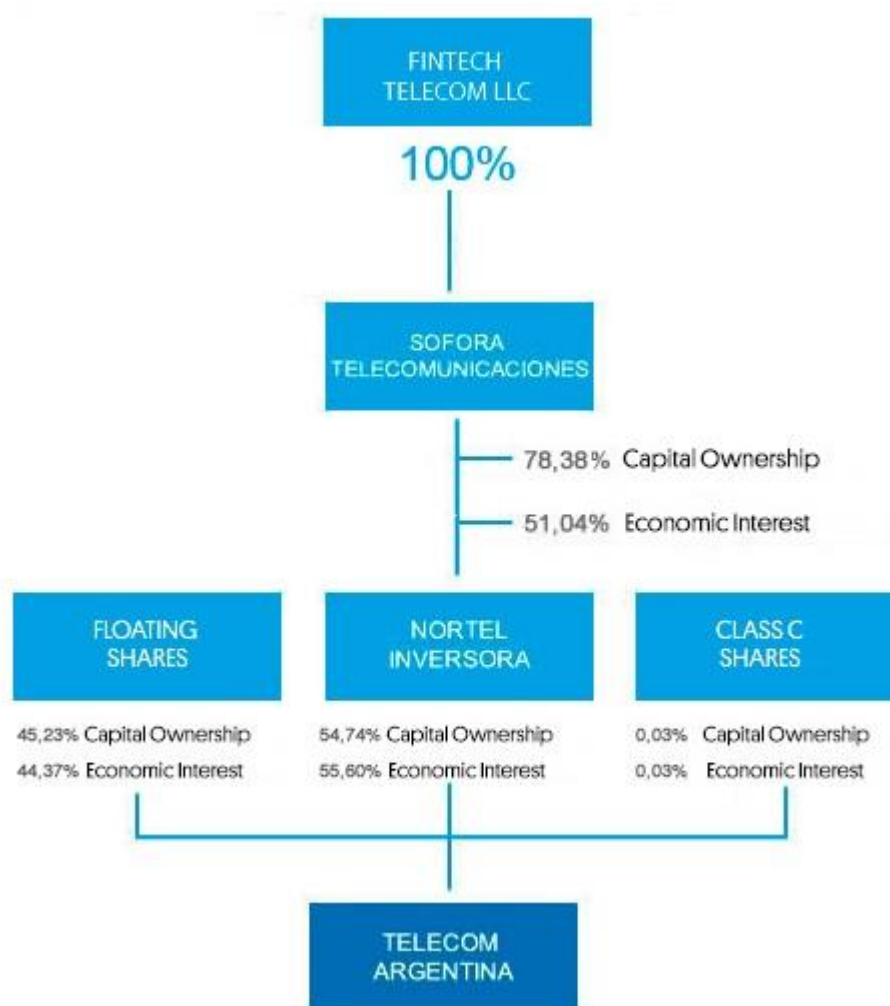 FINTECH
TELECOM LLC
100%
SOFORA
TELECOMUNICACIONES
78,38% Capital Ownership
51,04% Economic Interest
FLOATING
SHARES
45,23% Capital Ownership
44,37% Economic Interest
NORTEL
INVERSORA
54,74% Capital Ownership
55,60% Economic Interest
CLASS C
SHARES
0,03% Capital Ownership
0,03% Economic Interest
TELECOM
ARGENTINA